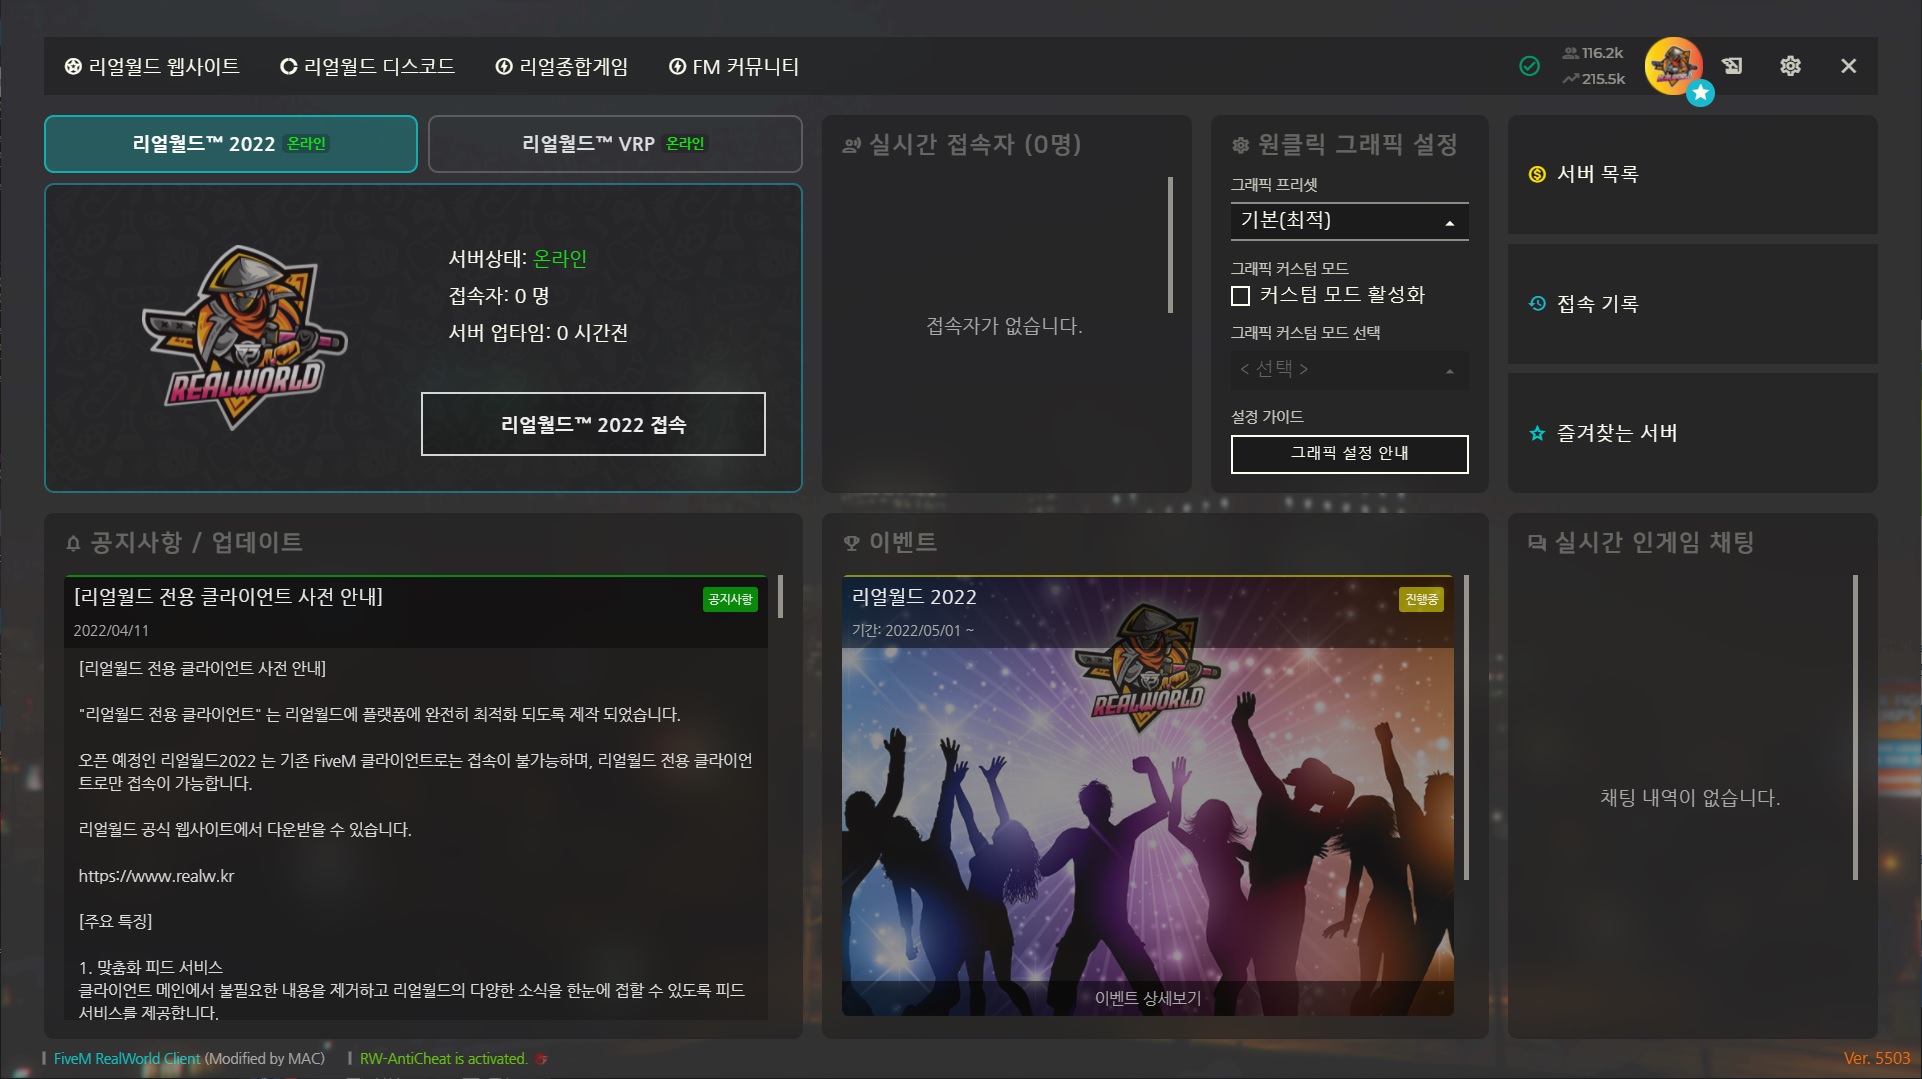 리얼월드 웹사이트
리얼월드 디스코드
리얼종합게임
FM 커뮤니티
116.2k
215.5k
리얼월드™ 2022 온라인
리얼월드™ VRP 온라인
서버상태: 온라인
접속자: 0 명
서버 업타임: 0 시간전
REALWORLD
리얼월드™ 2022 접속
실시간 접속자 (0명)
접속자가 없습니다.
원클릭 그래픽 설정
그래픽 프리셋
기본(최적)
그래픽 커스텀 모드
커스텀 모드 활성화
그래픽 커스텀 모드 선택
< 선택 >
설정 가이드
그래픽 설정 안내
서버 목록
접속 기록
즐겨찾는 서버
공지사항 / 업데이트
[리얼월드 전용 클라이언트 사전 안내]
공지사항
2022/04/11
[리얼월드 전용 클라이언트 사전 안내]
"리얼월드 전용 클라이언트" 는 리얼월드에 플랫폼에 완전히 최적화 되도록 제작 되었습니다.
오픈 예정인 리얼월드2022 는 기존 FiveM 클라이언트로는 접속이 불가능하며, 리얼월드 전용 클라이언
트로만 접속이 가능합니다.
리얼월드 공식 웹사이트에서 다운받을 수 있습니다.
https://www.realw.kr
[주요 특징]
1. 맞춤화 피드 서비스
클라이언트 메인에서 불필요한 내용을 제거하고 리얼월드의 다양한 소식을 한눈에 접할 수 있도록 피드
서비스를 제공합니다.
이벤트
리얼월드 2022
진행중
기간: 2022/05/01 ~
REALWORLD
이벤트 상세보기
실시간 인게임 채팅
채팅 내역이 없습니다.
FiveM RealWorld Client (Modified by MAC)
RW-AntiCheat is activated.
Ver. 5503